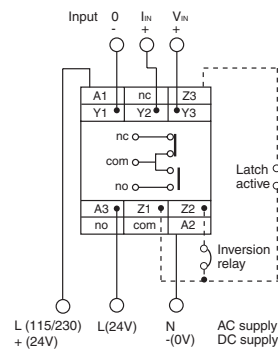 Input 0 IIN VIN
- + +
A1 nc Z3
Y1 Y2 Y3
nc
com
no
Latch
active
A3 Z1 Z2
no com A2
Inversion
relay
L (115/230) L(24V) N AC supply
+ (24V) -(0V) DC supply